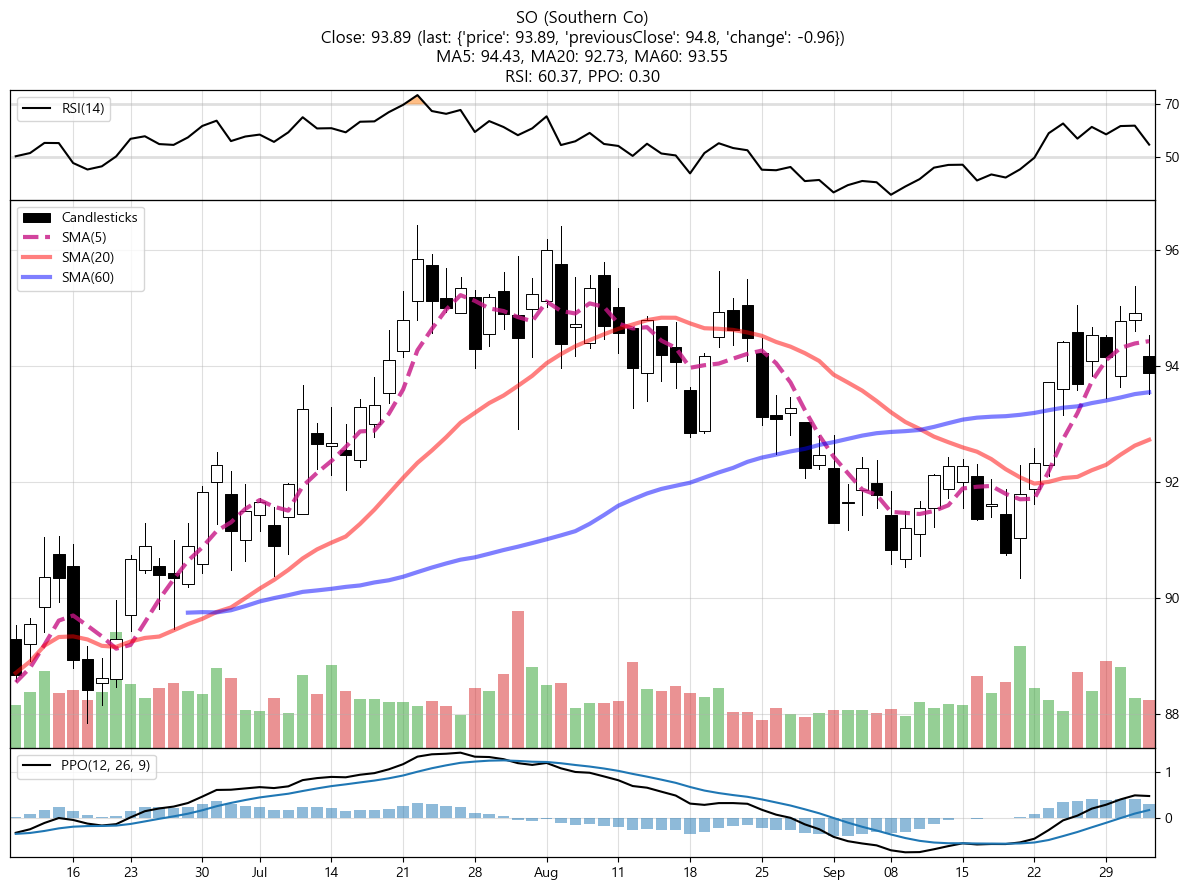 SO (Southern Co)
Close: 93.89 (last: {'price': 93.89, 'previousClose': 94.8, 'change': -0.96})
MA5: 94.43, MA20: 92.73, MA60: 93.55
RSI: 60.37, PPO: 0.30
RSI(14)
70
50
Candlesticks
SMA(5)
SMA(20)
SMA(60)
96
94
92
90
88
PPO(12, 26, 9)
1
0
16 23 30 Jul 14 21 28 Aug 11 18 25 Sep 08 15 22 29